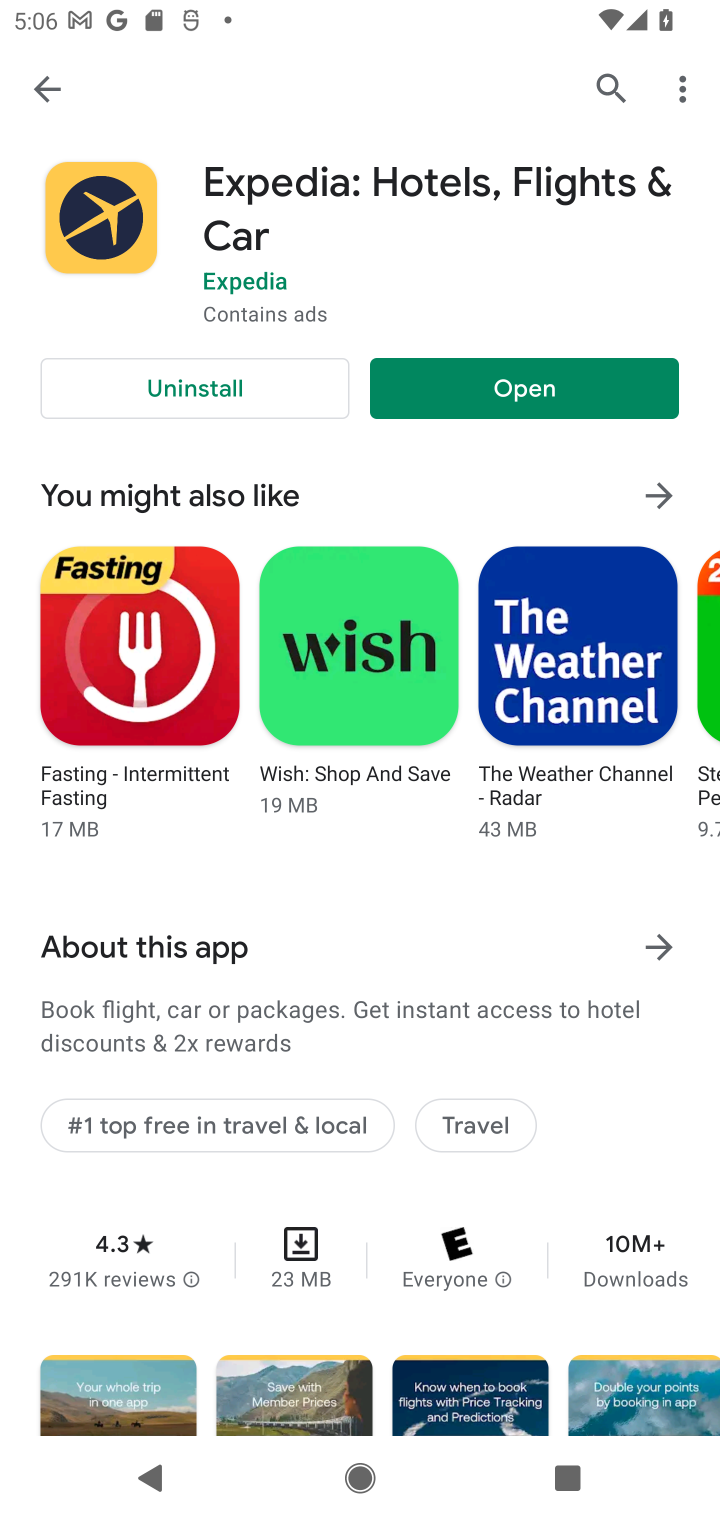 5:06
Expedia: Hotels, Flights &
Car
Expedia
Contains ads
Uninstall
Open
You might also like
Fasting
wish
The
Weather
Channel
Fasting - Intermittent
Fasting
17 MB
Wish: Shop And Save
19 MB
The Weather Channel
- Radar
43 MB
About this app
Book flight, car or packages. Get instant access to hotel
discounts & 2x rewards
#1 top free in travel & local
Travel
4.3★
291K reviews
23 MB
Everyone
10M+
Downloads
Your whole trip
in one app
Save with
Member Prices
Know when to book
flights with Price Tracking
and Predictions
Double your points
by booking in app